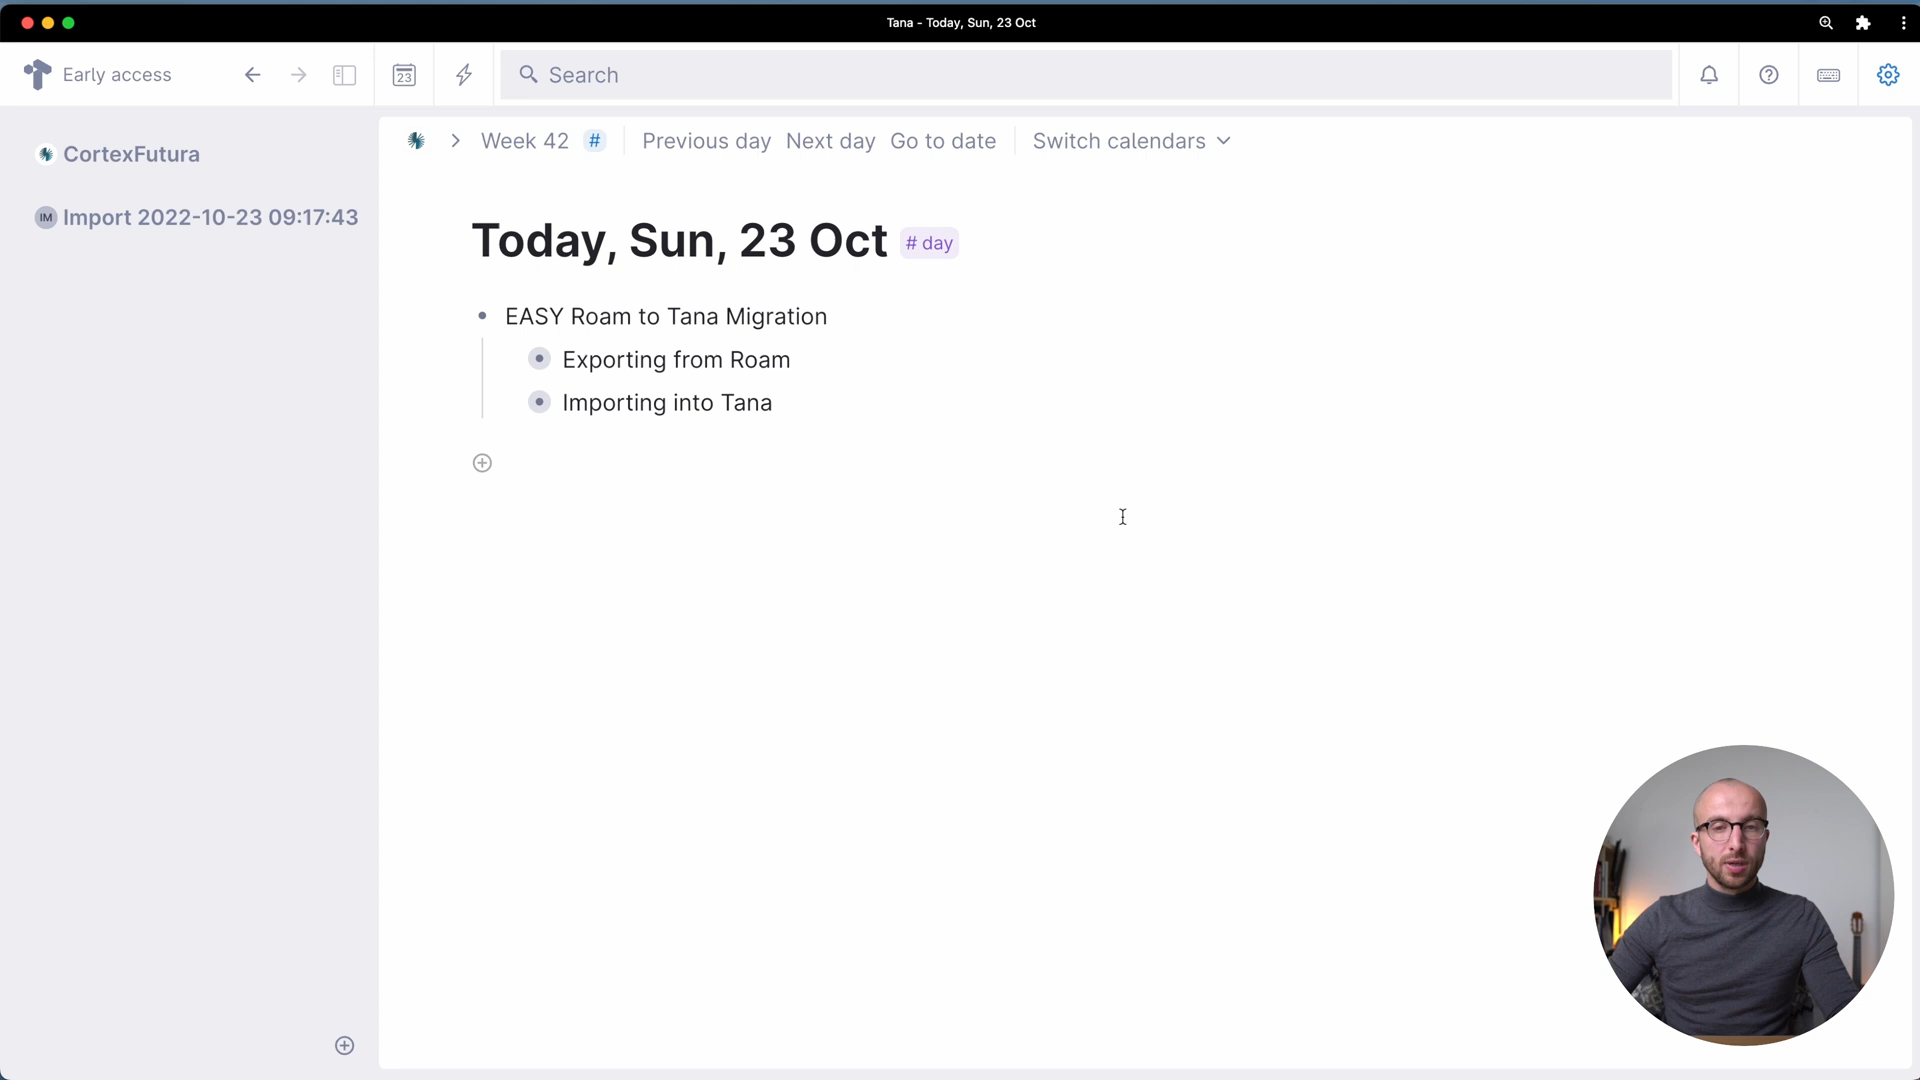 Tana - Today, Sun, 23 Oct
Early access
23
Search
CortexFutura
IM Import 2022-10-23 09:17:43
Week 42 #
Previous day Next day Go to date
Switch calendars
Today, Sun, 23 Oct # day
EASY Roam to Tana Migration
Exporting from Roam
Importing into Tana